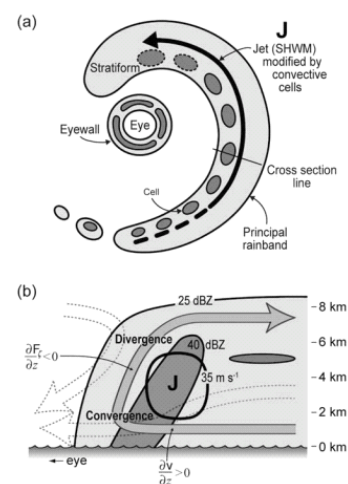 (a)
J
Jet (SHWM)
modified by
convective
cells
Stratiform
Eye
Eyewall
Cross section
line
Cell
Principal
rainband
(b)
25 dBZ
8 km
Divergence
40 dBZ
6 km
∂Fr/∂z<0
J
35 m s⁻¹
4 km
Convergence
2 km
0 km
eye
∂v/∂z>0